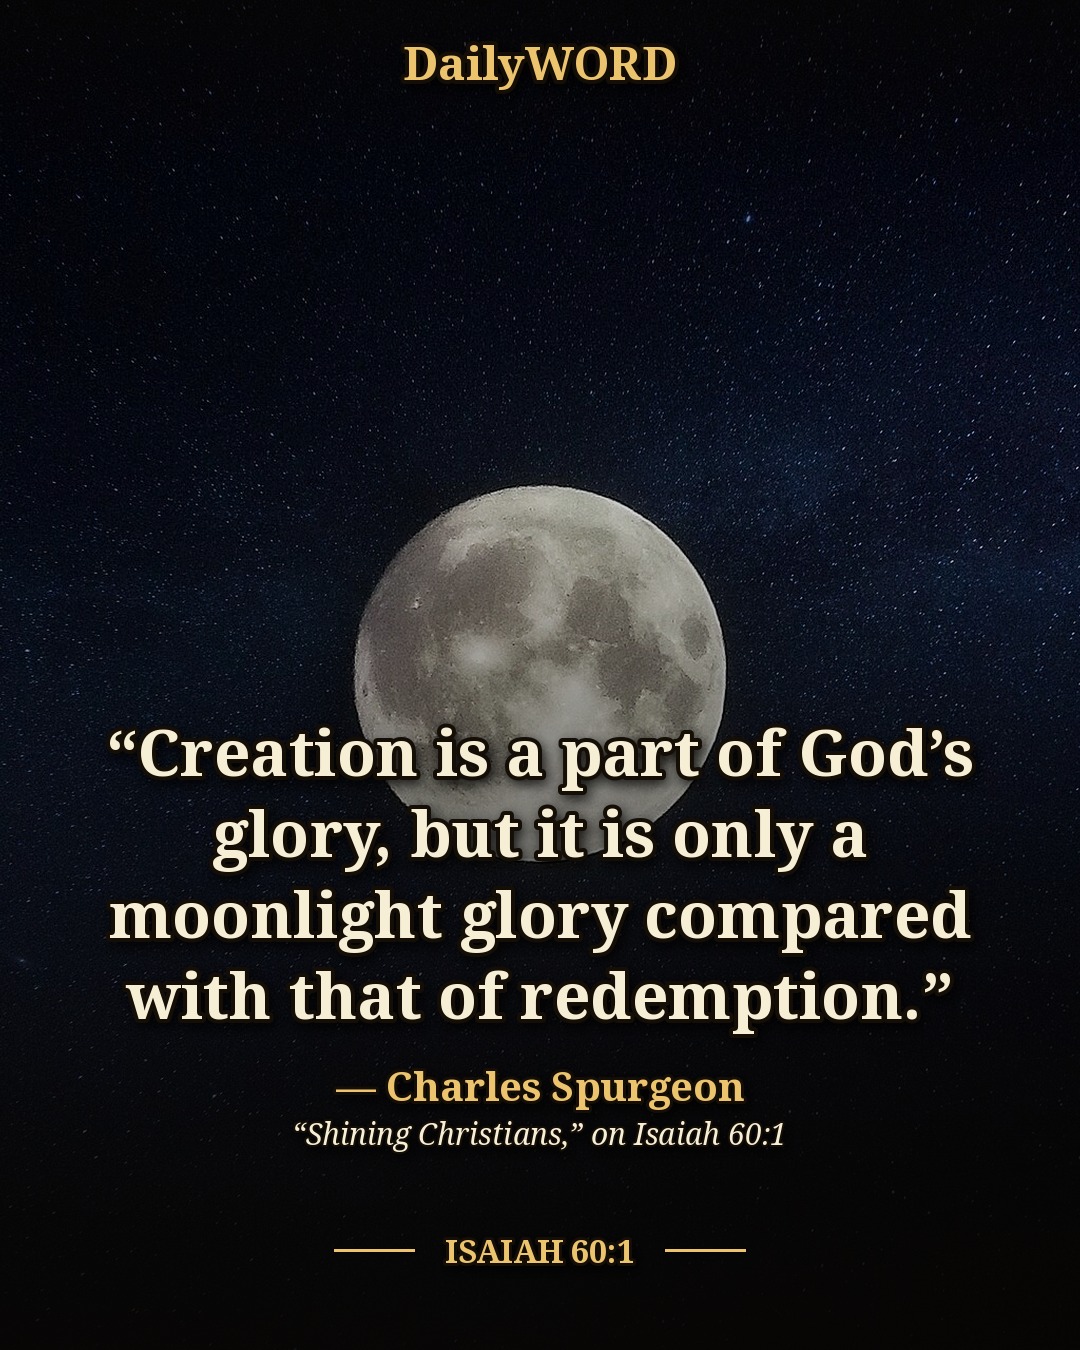 DailyWORD
“Creation is a part of God’s
glory, but it is only a
moonlight glory compared
with that of redemption.”
— Charles Spurgeon
“Shining Christians,” on Isaiah 60:1
ISAIAH 60:1